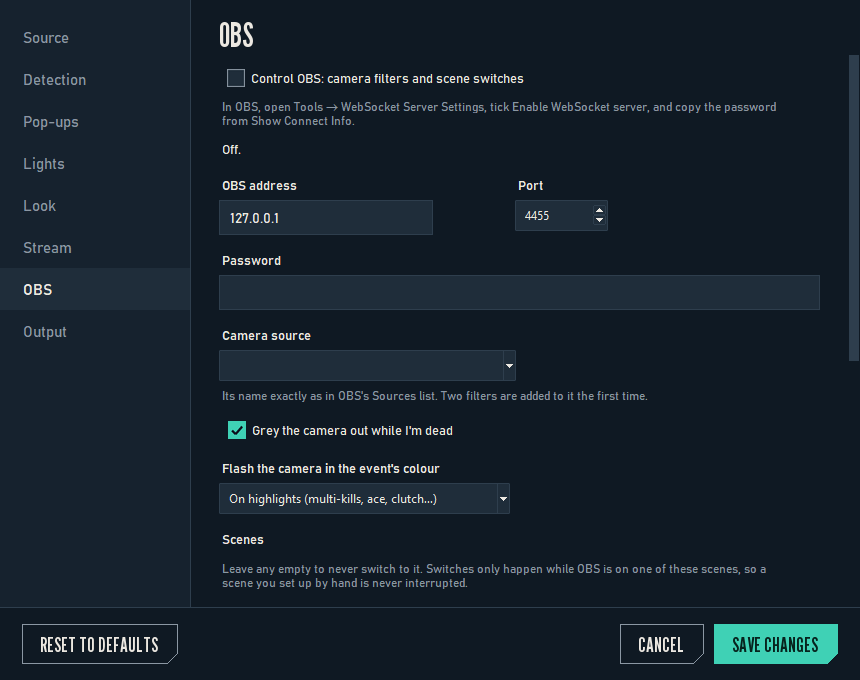 Source
Detection
Pop-ups
Lights
Look
Stream
OBS
Output
OBS
Control OBS: camera filters and scene switches
In OBS, open Tools → WebSocket Server Settings, tick Enable WebSocket server, and copy the password
from Show Connect Info.
Off.
OBS address
Port
127.0.0.1
4455
Password
Camera source
Its name exactly as in OBS's Sources list. Two filters are added to it the first time.
Grey the camera out while I'm dead
Flash the camera in the event's colour
On highlights (multi-kills, ace, clutch...)
Scenes
Leave any empty to never switch to it. Switches only happen while OBS is on one of these scenes, so a
scene you set up by hand is never interrupted.
RESET TO DEFAULTS
CANCEL
SAVE CHANGES